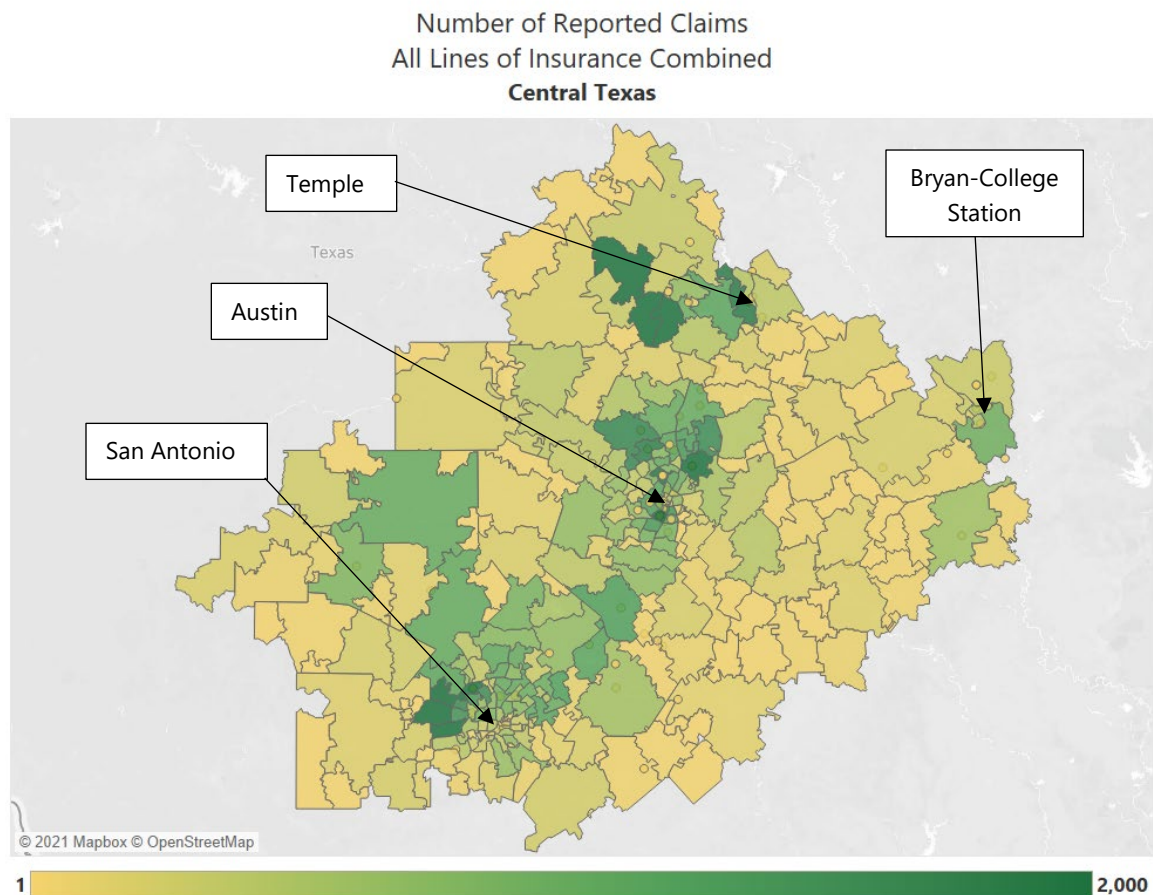 Number of Reported Claims
All Lines of Insurance Combined
Central Texas
Temple
Bryan-College
Station
Texas
Austin
San Antonio
© 2021 Mapbox © OpenStreetMap
1
2,000